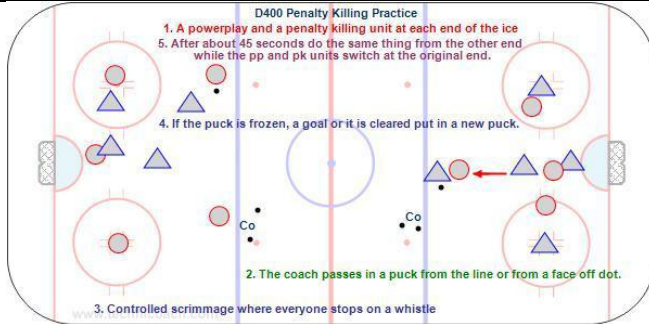 D400 Penalty Killing Practice
1. A powerplay and a penalty killing unit at each end of the ice
5. After about 45 seconds do the same thing from the other end
while the pp and pk units switch at the original end.
4. If the puck is frozen, a goal or it is cleared put in a new puck.
Co
Co
2. The coach passes in a puck from the line or from a face off dot.
3. Controlled scrimmage where everyone stops on a whistle